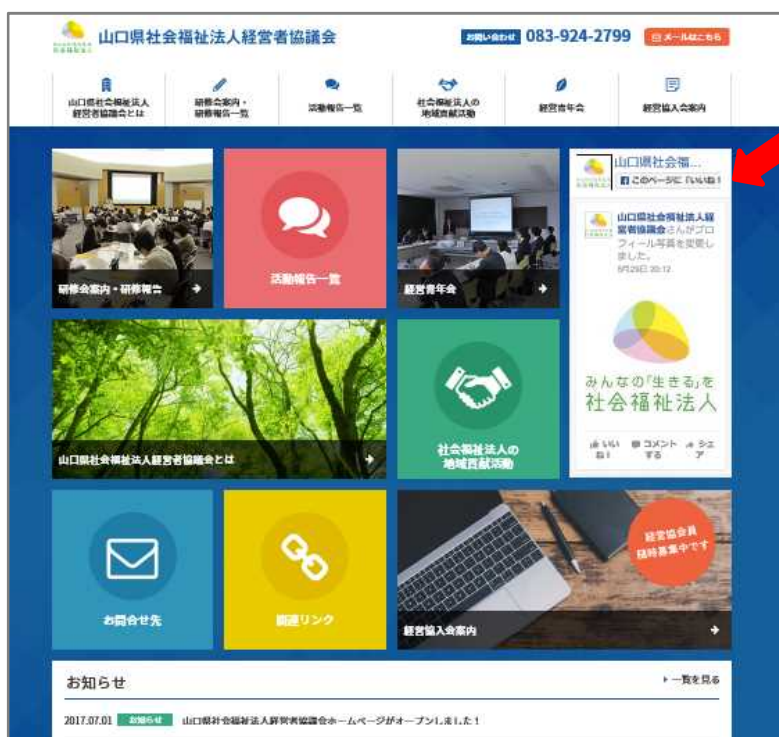 山口県社会福祉法人経営者協議会
お問い合わせ 083-924-2799 メールはこちら
山口県社会福祉法人
経営者協議会とは
研修会案内・
研修報告一覧
活動報告一覧
社会福祉法人の
地域貢献活動
経営青年会
経営協入会案内
研修会案内・研修報告
活動報告一覧
経営青年会
山口県社会福...
このページに「いいね!
山口県社会福祉法人経
営者協議会さんがプロ
フィール写真を変更し
ました。
みんなの「生きる」を
社会福祉法人
いい
ね!
コメント
する
シェ
ア
山口県社会福祉法人経営者協議会とは
社会福祉法人の
地域貢献活動
お問合せ先
関連リンク
経営協会員
随時募集中です
経営協入会案内
お知らせ
一覧を見る
2017.07.01 お知らせ 山口県社会福祉法人経営者協議会ホームページがオープンしました!